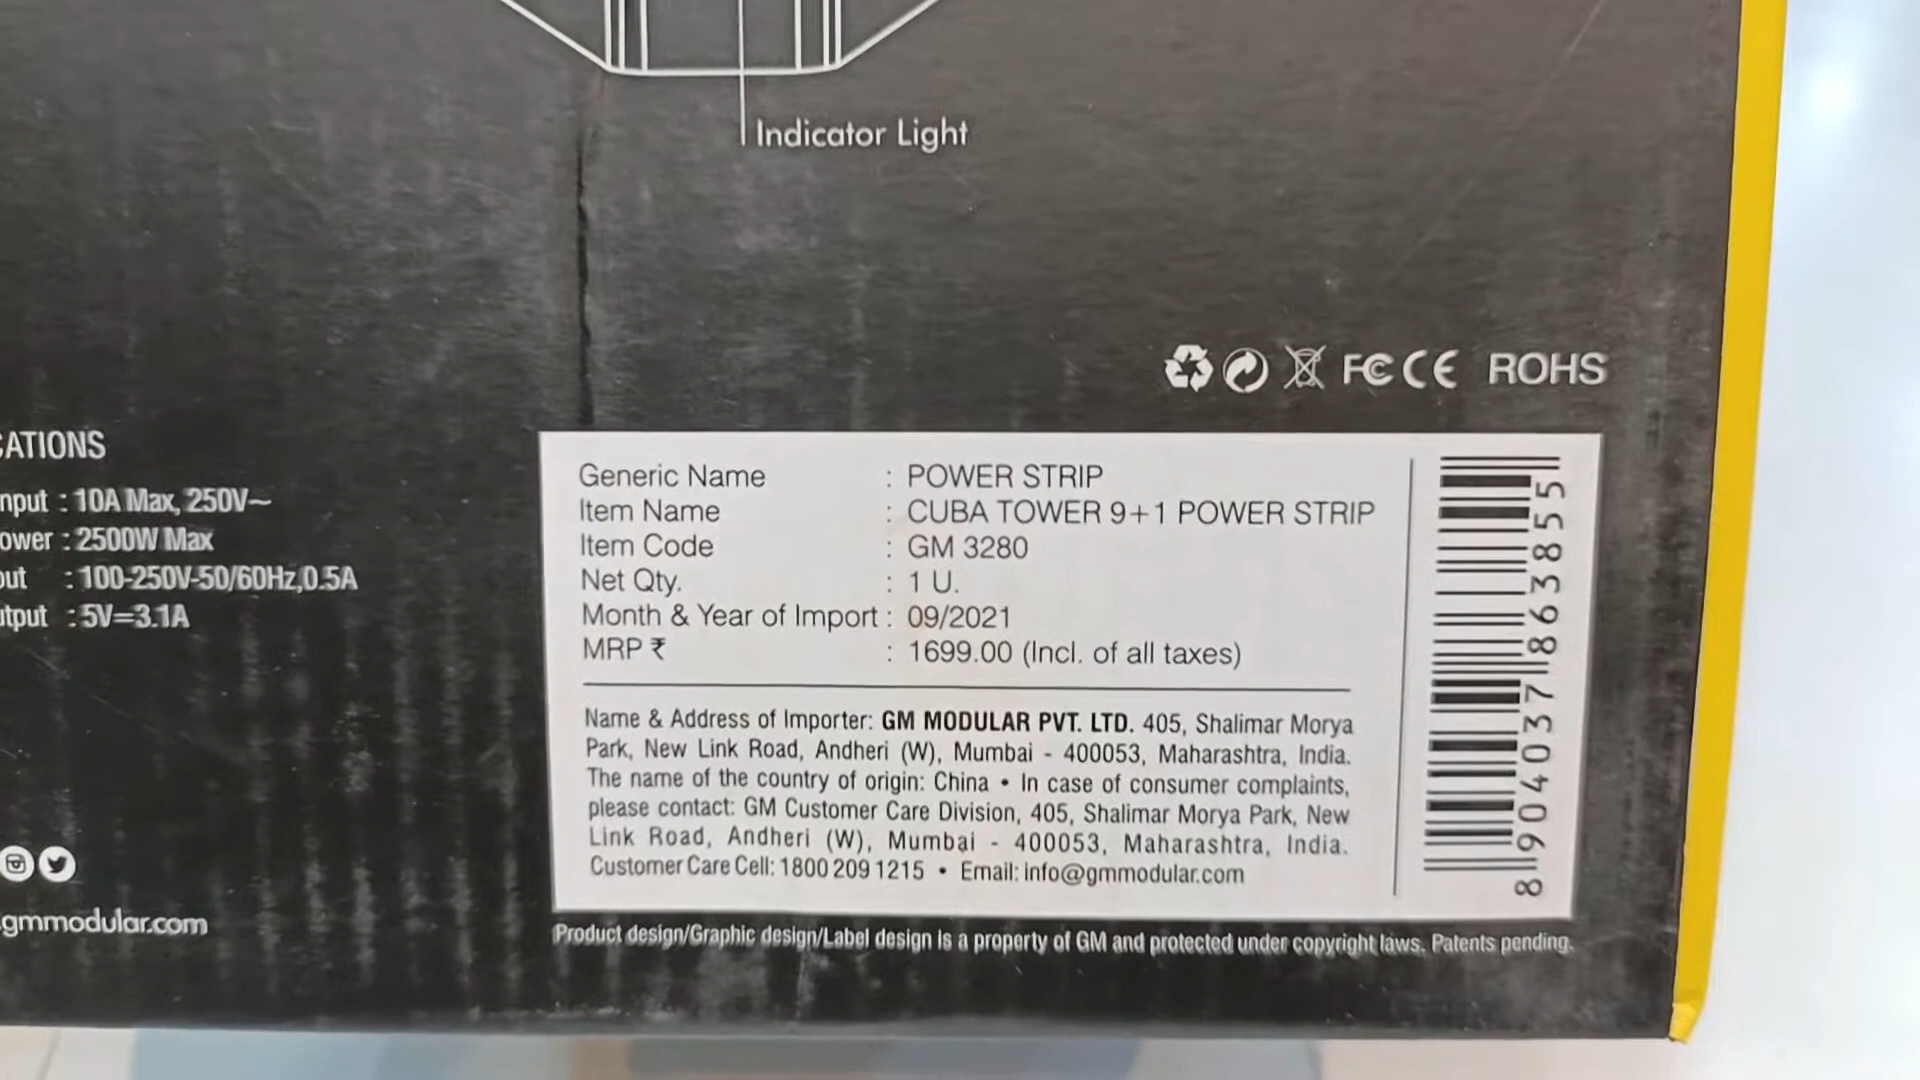 Indicator Light
FC CE ROHS
CATIONS
nput : 10A Max, 250V~
ower : 2500W Max
out : 100-250V-50/60Hz,0.5A
utput : 5V=3.1A
gmmodular.com
Generic Name : POWER STRIP
Item Name : CUBA TOWER 9+1 POWER STRIP
Item Code : GM 3280
Net Qty. : 1 U.
Month & Year of Import : 09/2021
MRP ₹ : 1699.00 (Incl. of all taxes)
Name & Address of Importer: GM MODULAR PVT. LTD. 405, Shalimar Morya
Park, New Link Road, Andheri (W), Mumbai - 400053, Maharashtra, India.
The name of the country of origin: China • In case of consumer complaints,
please contact: GM Customer Care Division, 405, Shalimar Morya Park, New
Link Road, Andheri (W), Mumbai - 400053, Maharashtra, India.
Customer Care Cell: 1800 209 1215 • Email: info@gmmodular.com
8904037863855
Product design/Graphic design/Label design is a property of GM and protected under copyright laws. Patents pending.